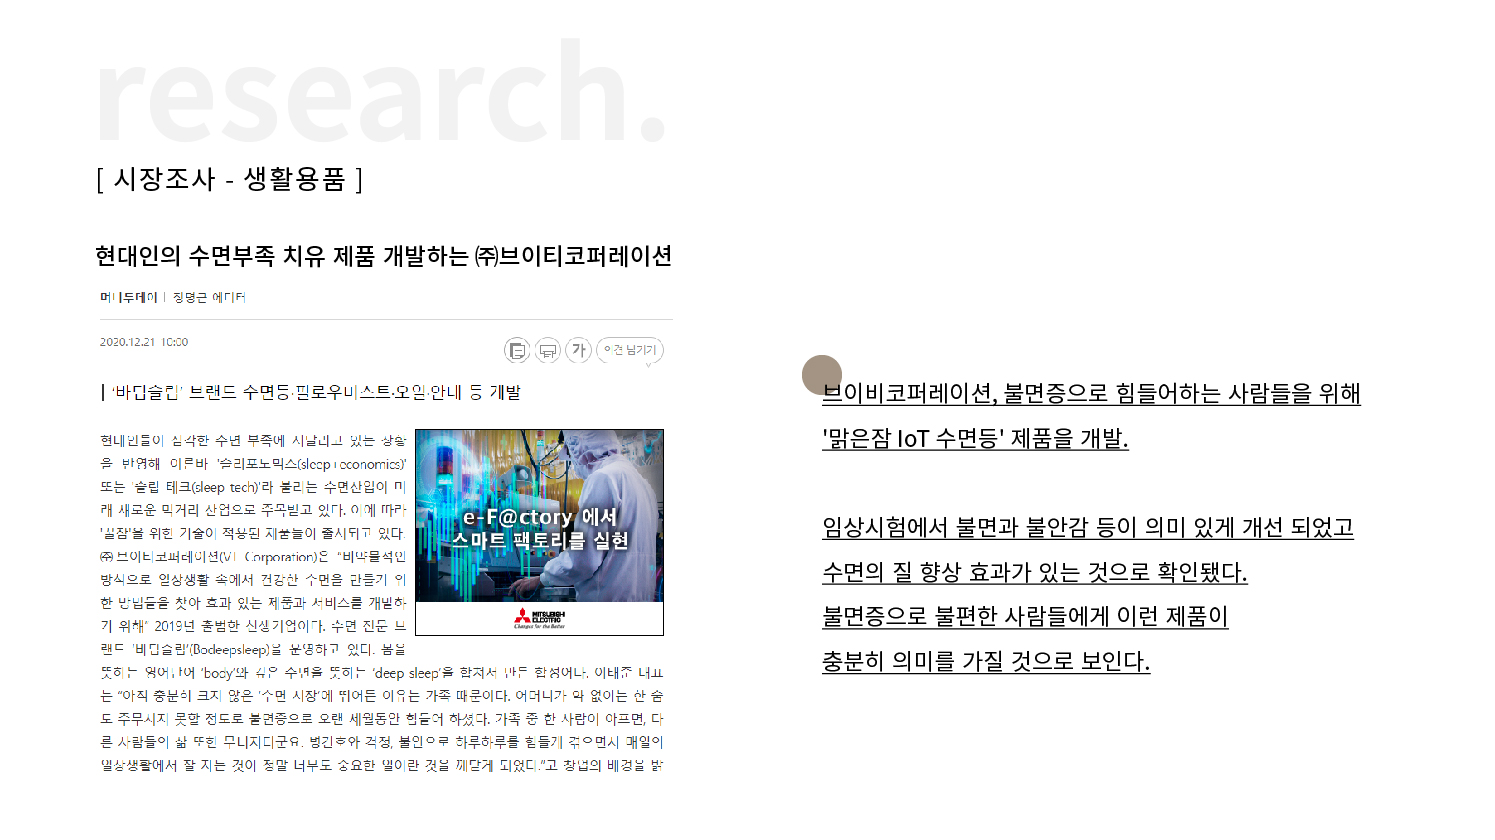 research.
[ 시장조사 - 생활용품 ]
현대인의 수면부족 치유 제품 개발하는 ㈜브이티코퍼레이션
머니투데이 | 정명근 에디터
2020.12.21 10:00
가
의견 남기기
'바딥슬립' 브랜드 수면등·필로우미스트·오일·안대 등 개발
현대인들이 심각한 수면 부족에 시달리고 있는 상황
을 반영해 이른바 '슬리포노믹스(sleep+economics)'
또는 '슬립 테크(sleep tech)'라 불리는 수면산업이 미
래 새로운 먹거리 산업으로 주목받고 있다. 이에 따라
'꿀잠'을 위한 기술이 적용된 제품들이 출시되고 있다.
㈜브이티코퍼레이션(VT Corporation)은 "비약물적인
방식으로 일상생활 속에서 건강한 수면을 만들기 위
한 방법들을 찾아 효과 있는 제품과 서비스를 개발하
기 위해" 2019년 출범한 신생기업이다. 수면 전문 브
랜드 '바딥슬립'(Bodeepsleep)을 운영하고 있다. 몸을
뜻하는 영어단어 'body'와 깊은 수면을 뜻하는 'deep sleep'을 합쳐서 만든 합성어다. 이태훈 대표
는 "아직 충분히 크지 않은 '수면 시장'에 뛰어든 이유는 가족 때문이다. 어머니가 약 없이는 한 숨
도 주무시지 못할 정도로 불면증으로 오랜 세월동안 힘들어 하셨다. 가족 중 한 사람이 아프면, 다
른 사람들의 삶 또한 무너지더군요. 병간호와 걱정, 불안으로 하루하루를 힘들게 겪으면서 매일의
일상생활에서 잘 자는 것이 정말 너무도 중요한 일이란 것을 깨닫게 되었다."고 창업의 배경을 밝
e-F@ctory 에서
스마트 팩토리를 실현
MITSUBISHI
ELECTRIC
Changes for the Better
브이비코퍼레이션, 불면증으로 힘들어하는 사람들을 위해
'맑은잠 IoT 수면등' 제품을 개발.
임상시험에서 불면과 불안감 등이 의미 있게 개선 되었고
수면의 질 향상 효과가 있는 것으로 확인됐다.
불면증으로 불편한 사람들에게 이런 제품이
충분히 의미를 가질 것으로 보인다.